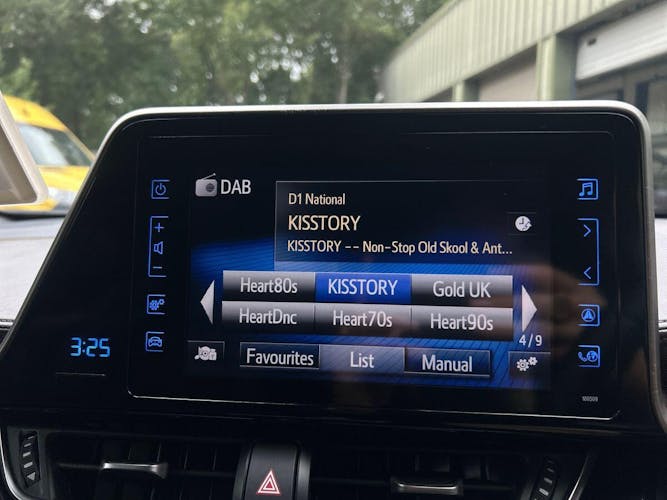 DAB
D1 National
KISSTORY
KISSTORY -- Non-Stop Old Skool & Ant...
Heart80s KISSTORY Gold UK
HeartDnc Heart70s Heart90s
4/9
Favourites List Manual
3:25
100509